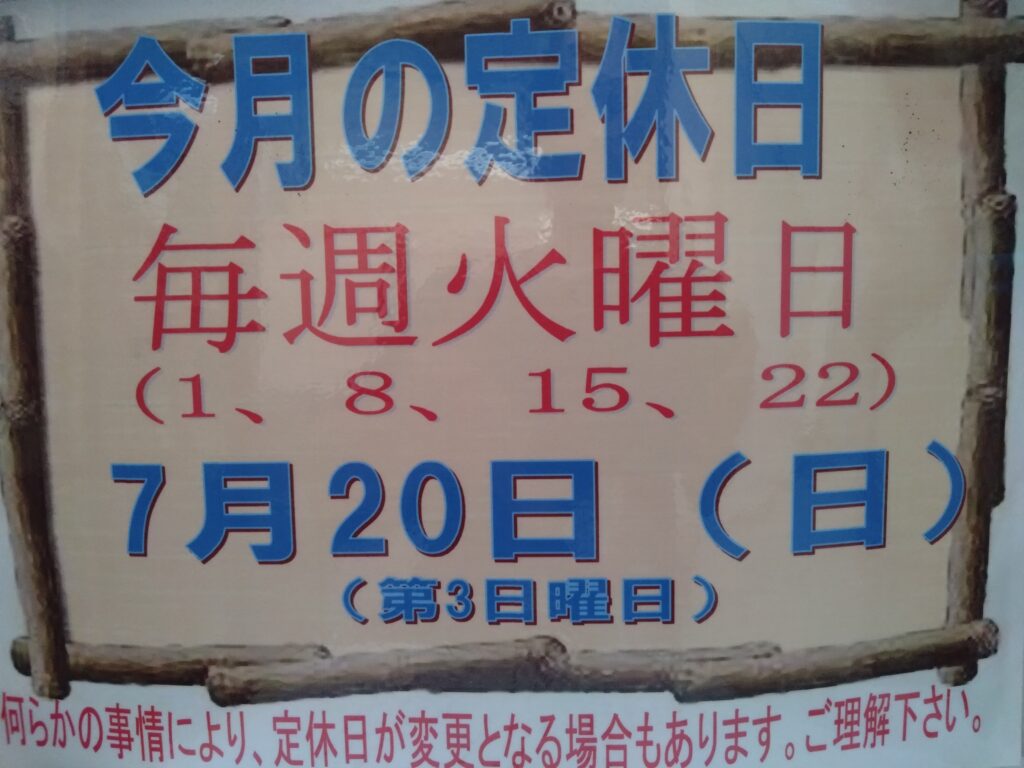 今月の定休日
毎週火曜日
（1、 8、 15、 22）
7月20日（日）
（第3日曜日）
何らかの事情により、定休日が変更となる場合もあります。ご理解下さい。